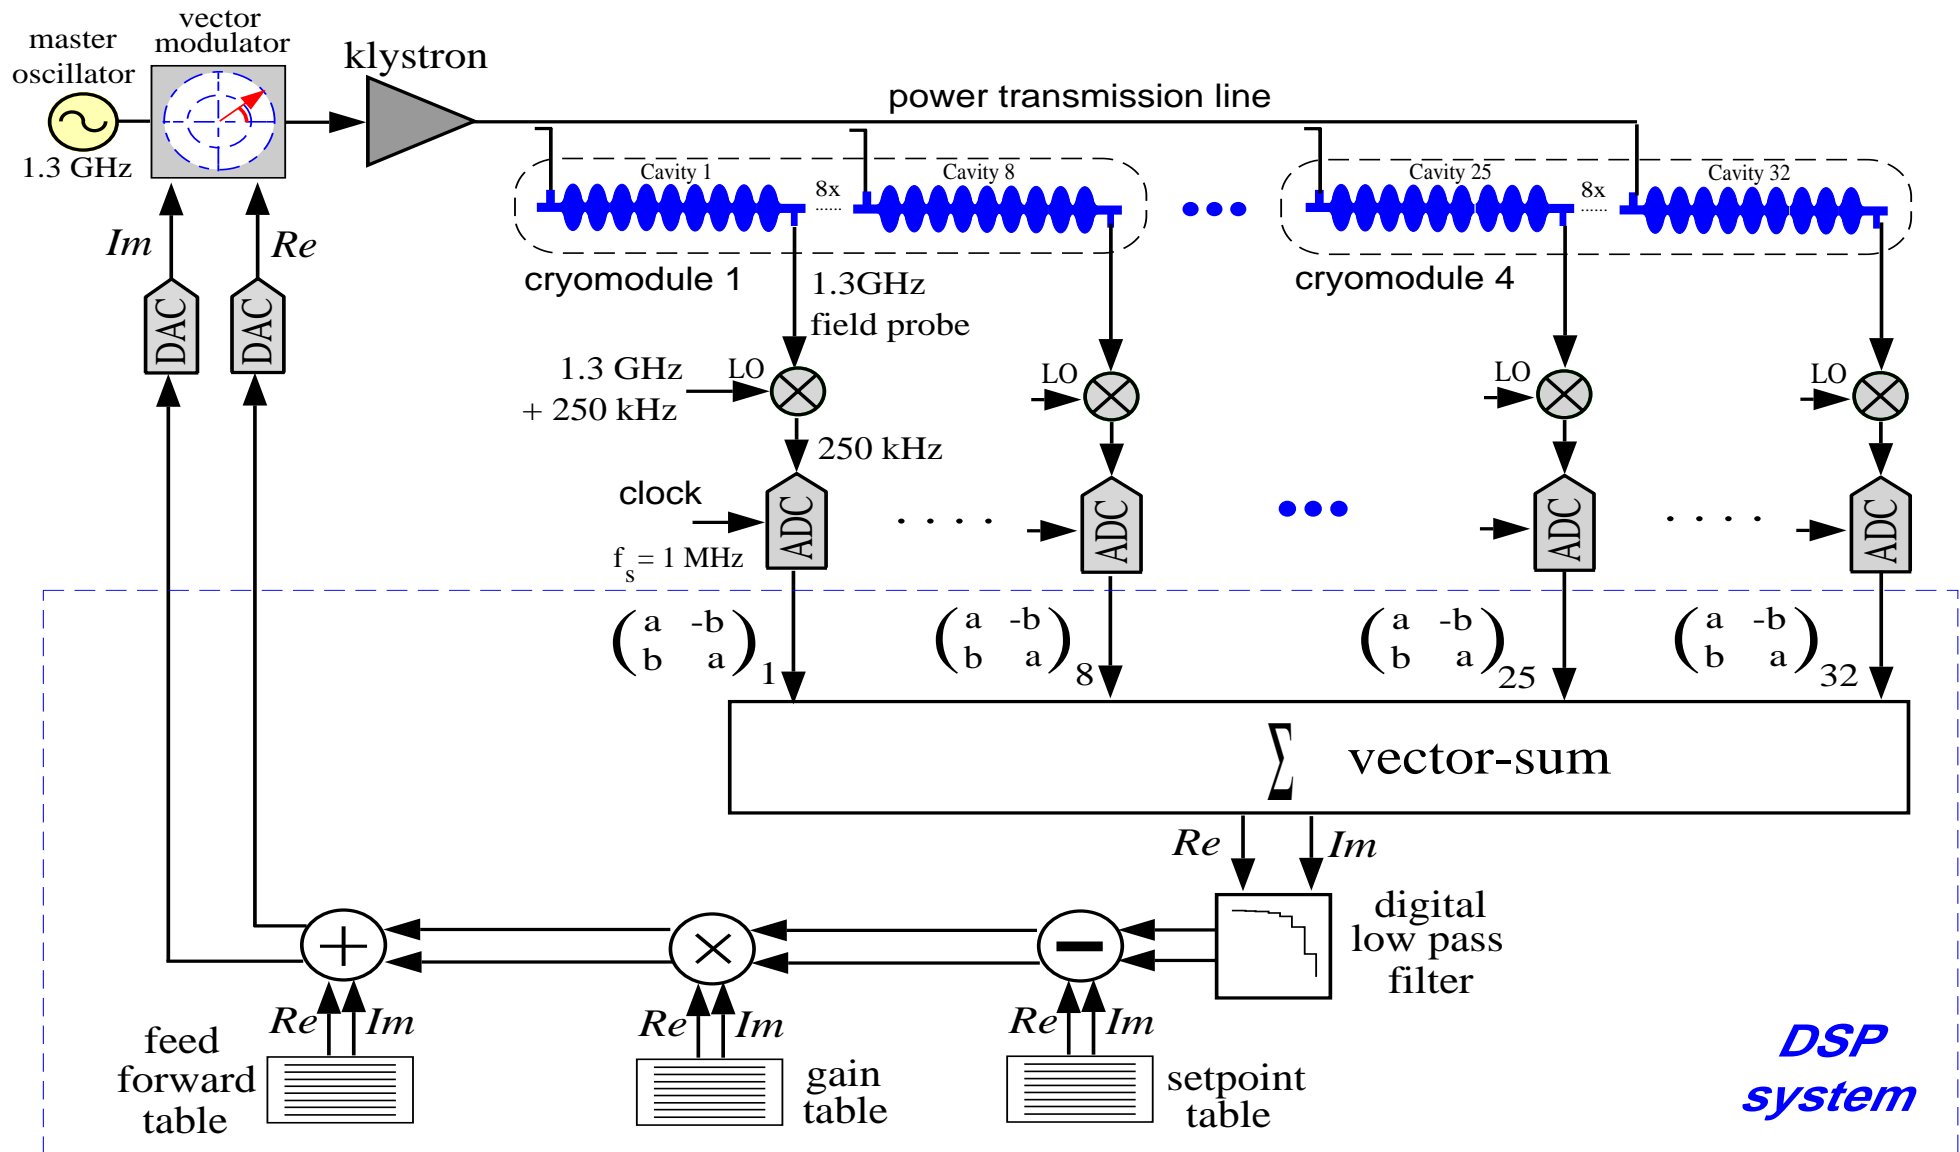 vector
modulator
master
oscillator
1.3 GHz
klystron
power transmission line
Cavity 1
8x
......
Cavity 8
Cavity 25
8x
......
Cavity 32
cryomodule 1
cryomodule 4
Im
Re
DAC
DAC
1.3GHz
field probe
1.3 GHz
+ 250 kHz
LO
LO
LO
LO
250 kHz
clock
f_s = 1 MHz
ADC
. . . .
ADC
ADC
. . . .
ADC
( a -b
b a ) 1
( a -b
b a ) 8
( a -b
b a ) 25
( a -b
b a ) 32
Σ vector-sum
Re
Im
digital
low pass
filter
+
×
−
Re Im
Re Im
Re Im
feed
forward
table
gain
table
setpoint
table
DSP
system